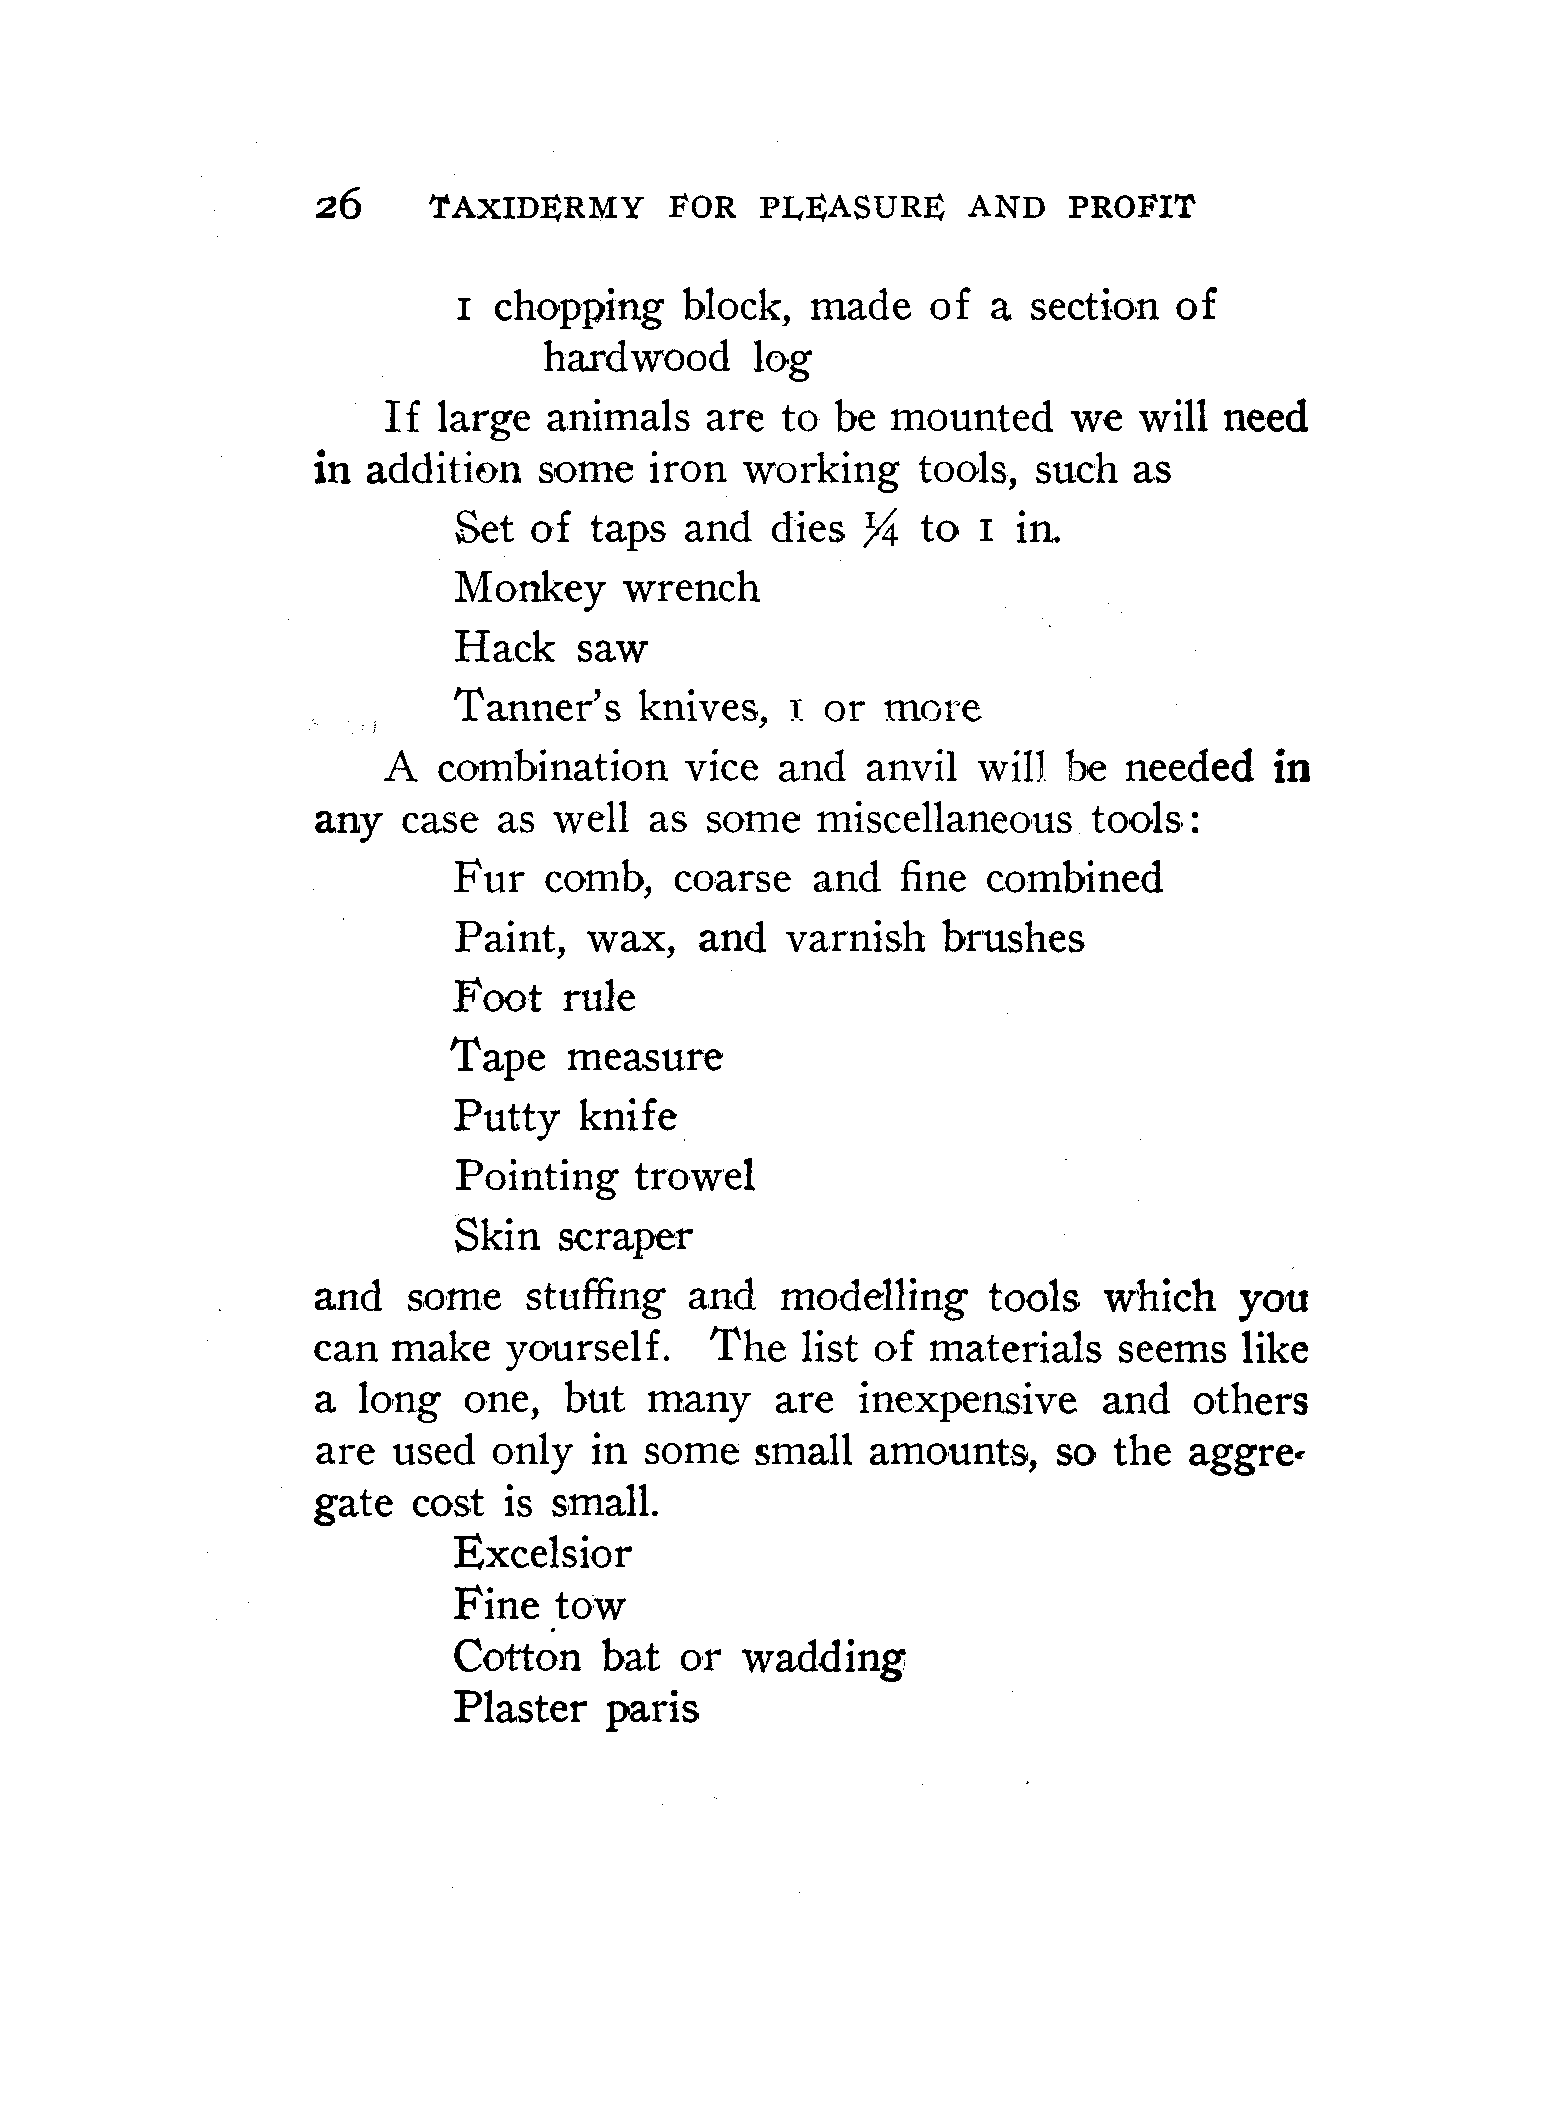 26 TAXIDERMY FOR PLEASURE AND PROFIT
1 chopping block, made of a section of
hardwood log
If large animals are to be mounted we will need
in addition some iron working tools, such as
Set of taps and dies ¼ to 1 in.
Monkey wrench
Hack saw
Tanner's knives, 1 or more
A combination vice and anvil will be needed in
any case as well as some miscellaneous tools:
Fur comb, coarse and fine combined
Paint, wax, and varnish brushes
Foot rule
Tape measure
Putty knife
Pointing trowel
Skin scraper
and some stuffing and modelling tools which you
can make yourself. The list of materials seems like
a long one, but many are inexpensive and others
are used only in some small amounts, so the aggre-
gate cost is small.
Excelsior
Fine tow
Cotton bat or wadding
Plaster paris